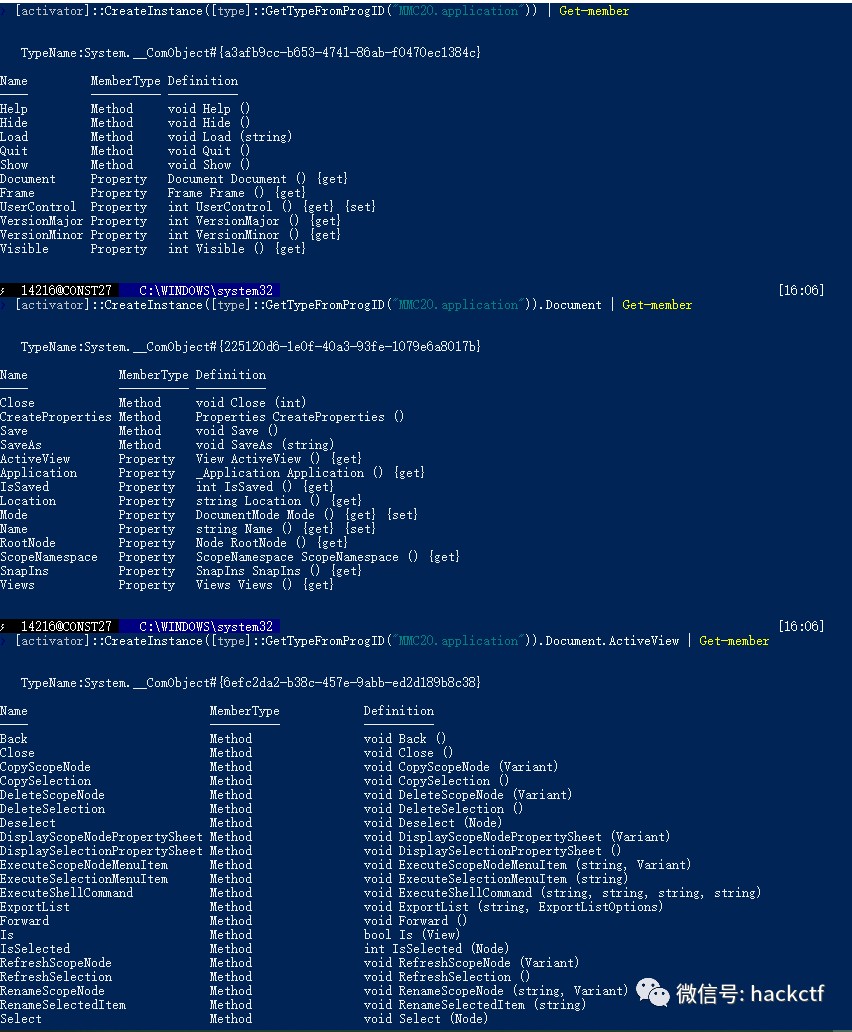 [activator]::CreateInstance([type]::GetTypeFromProgID("MMC20.application")) | Get-member
TypeName:System.__ComObject#{a3afb9cc-b653-4741-86ab-f0470ec1384c}
Name MemberType Definition
Help Method void Help ()
Hide Method void Hide ()
Load Method void Load (string)
Quit Method void Quit ()
Show Method void Show ()
Document Property Document Document () {get}
Frame Property Frame Frame () {get}
UserControl Property int UserControl () {get} {set}
VersionMajor Property int VersionMajor () {get}
VersionMinor Property int VersionMinor () {get}
Visible Property int Visible () {get}
14216@CONST27 C:\WINDOWS\system32 [16:06]
[activator]::CreateInstance([type]::GetTypeFromProgID("MMC20.application")).Document | Get-member
TypeName:System.__ComObject#{225120d6-1e0f-40a3-93fe-1079e6a8017b}
Name MemberType Definition
Close Method void Close (int)
CreateProperties Method Properties CreateProperties ()
Save Method void Save ()
SaveAs Method void SaveAs (string)
ActiveView Property View ActiveView () {get}
Application Property _Application Application () {get}
IsSaved Property int IsSaved () {get}
Location Property string Location () {get}
Mode Property DocumentMode Mode () {get} {set}
Name Property string Name () {get} {set}
RootNode Property Node RootNode () {get}
ScopeNamespace Property ScopeNamespace ScopeNamespace () {get}
SnapIns Property SnapIns SnapIns () {get}
Views Property Views Views () {get}
14216@CONST27 C:\WINDOWS\system32 [16:06]
[activator]::CreateInstance([type]::GetTypeFromProgID("MMC20.application")).Document.ActiveView | Get-member
TypeName:System.__ComObject#{6efc2da2-b38c-457e-9abb-ed2d189b8c38}
Name MemberType Definition
Back Method void Back ()
Close Method void Close ()
CopyScopeNode Method void CopyScopeNode (Variant)
CopySelection Method void CopySelection ()
DeleteScopeNode Method void DeleteScopeNode (Variant)
DeleteSelection Method void DeleteSelection ()
Deselect Method void Deselect (Node)
DisplayScopeNodePropertySheet Method void DisplayScopeNodePropertySheet (Variant)
DisplaySelectionPropertySheet Method void DisplaySelectionPropertySheet ()
ExecuteScopeNodeMenuItem Method void ExecuteScopeNodeMenuItem (string, Variant)
ExecuteSelectionMenuItem Method void ExecuteSelectionMenuItem (string)
ExecuteShellCommand Method void ExecuteShellCommand (string, string, string, string)
ExportList Method void ExportList (string, ExportListOptions)
Forward Method void Forward ()
Is Method bool Is (View)
IsSelected Method int IsSelected (Node)
RefreshScopeNode Method void RefreshScopeNode (Variant)
RefreshSelection Method void RefreshSelection ()
RenameScopeNode Method void RenameScopeNode (string, Variant)
RenameSelectedItem Method void RenameSelectedItem (string)
Select Method void Select (Node)
微信号: hackctf